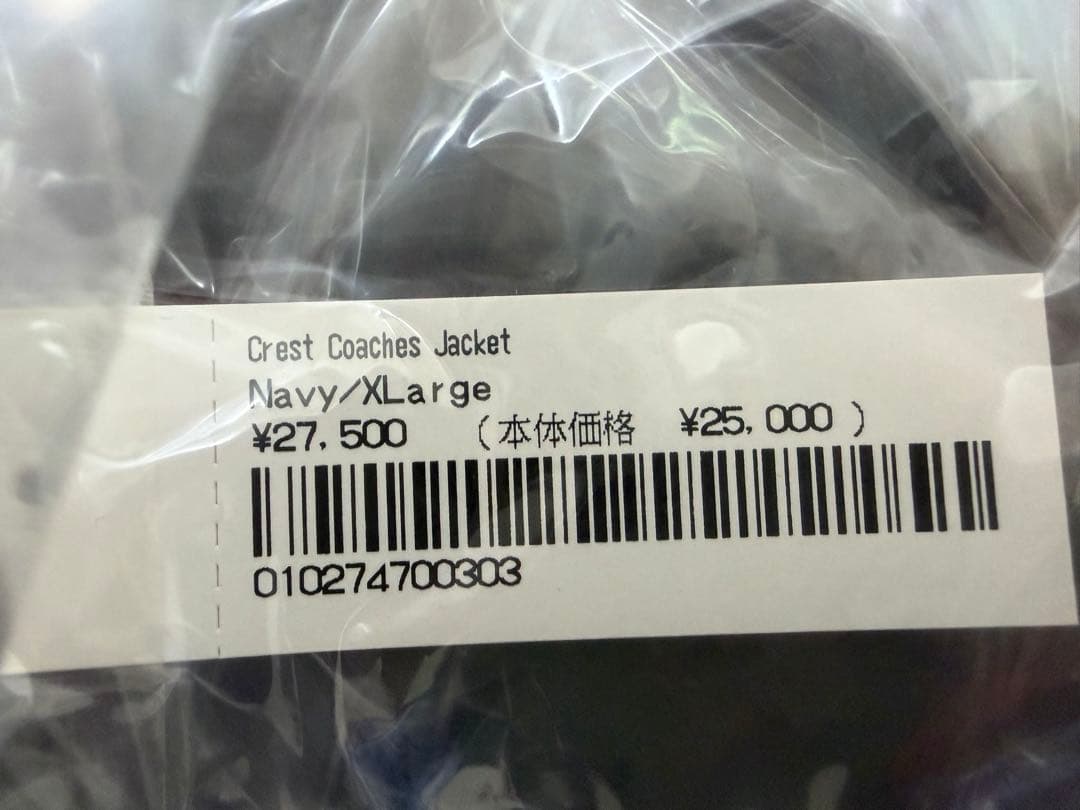 Crest Coaches Jacket
Navy/XLarge
¥27,500 (本体価格 ¥25,000)
010274700303